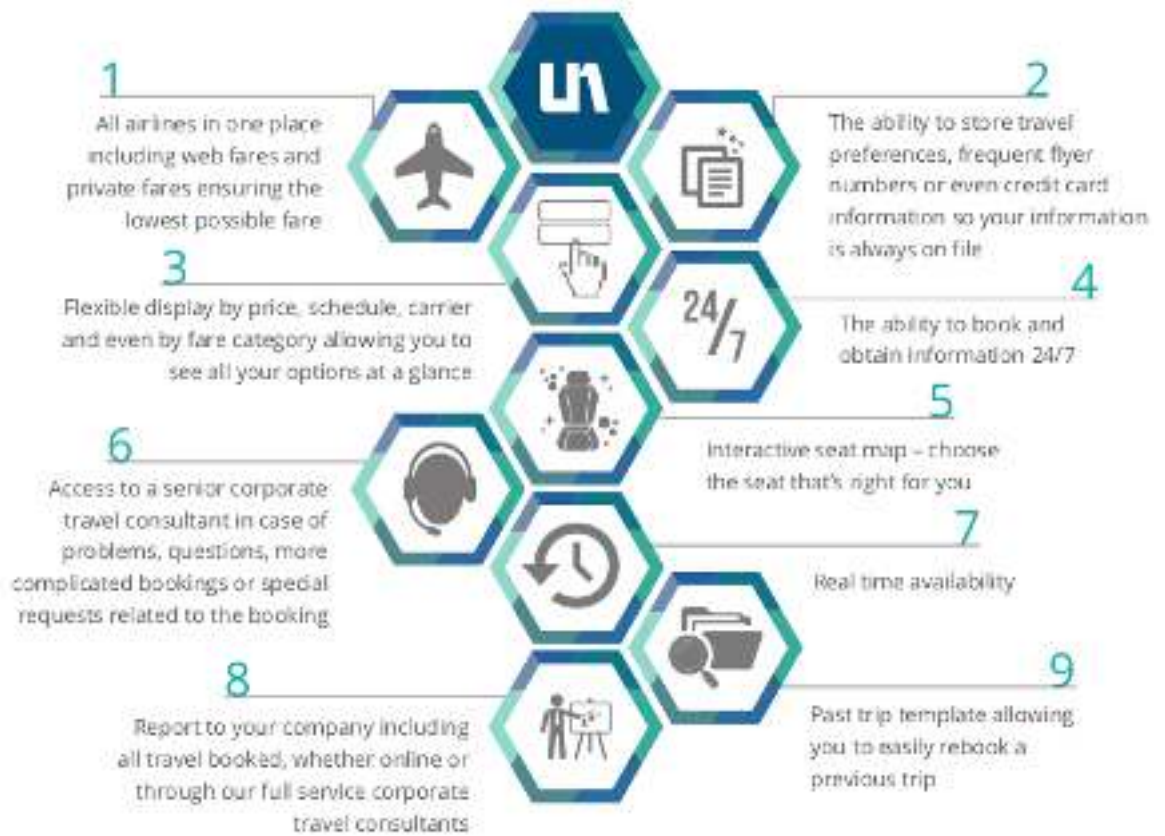 1
All airlines in one place
including web fares and
private fares ensuring the
lowest possible fare
2
The ability to store travel
preferences, frequent flyer
numbers or even credit card
information so your information
is always on file
3
Flexible display by price, schedule, carrier
and even by fare category allowing you to
see all your options at a glance
24/7
4
The ability to book and
obtain information 24/7
5
Interactive seat map – choose
the seat that's right for you
6
Access to a senior corporate
travel consultant in case of
problems, questions, more
complicated bookings or special
requests related to the booking
7
Real time availability
8
Report to your company including
all travel booked, whether online or
through our full service corporate
travel consultants
9
Past trip template allowing
you to easily rebook a
previous trip